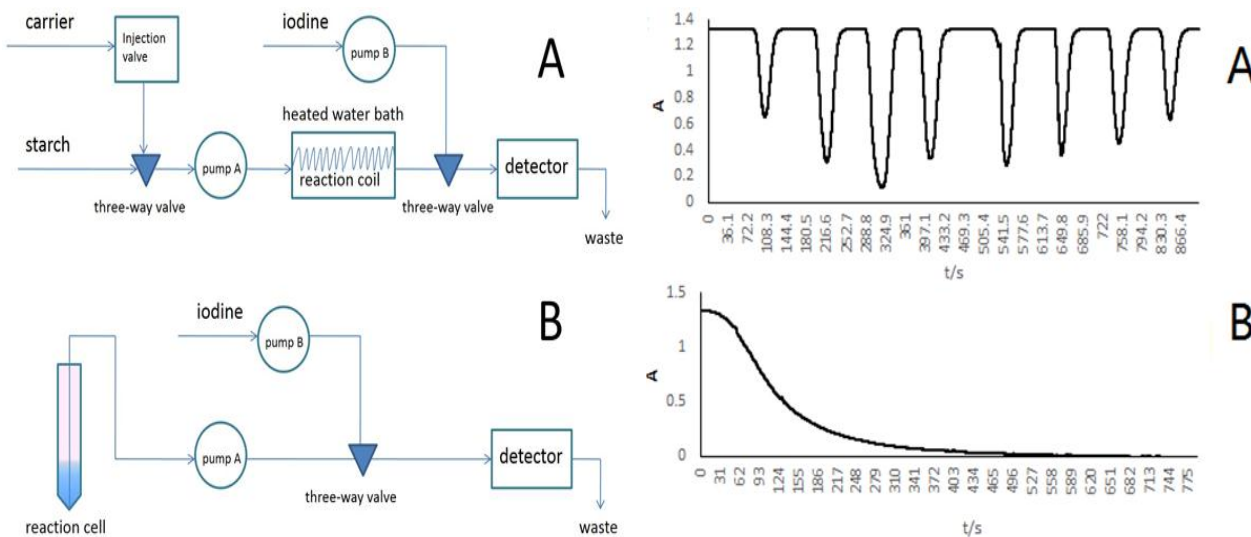 carrier
Injection
valve
iodine
pump B
A
heated water bath
starch
pump A
reaction coil
detector
three-way valve
three-way valve
waste
B
iodine
pump B
pump A
detector
three-way valve
waste
reaction cell
1.4
1.2
1
0.8
0.6
0.4
0.2
0
A
0
36.1
72.2
108.3
144.4
180.5
216.6
252.7
288.8
324.9
361
397.1
433.2
469.3
505.4
541.5
577.6
613.7
649.8
685.9
722
758.1
794.2
830.3
866.4
t/s
A
1.5
1
0.5
0
A
0
31
62
93
124
155
186
217
248
279
310
341
372
403
434
465
496
527
558
589
620
651
682
713
744
775
t/s
B